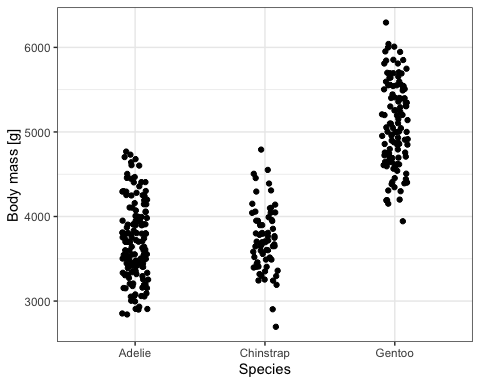 6000
5000
4000
3000
Body mass [g]
Adelie
Chinstrap
Gentoo
Species